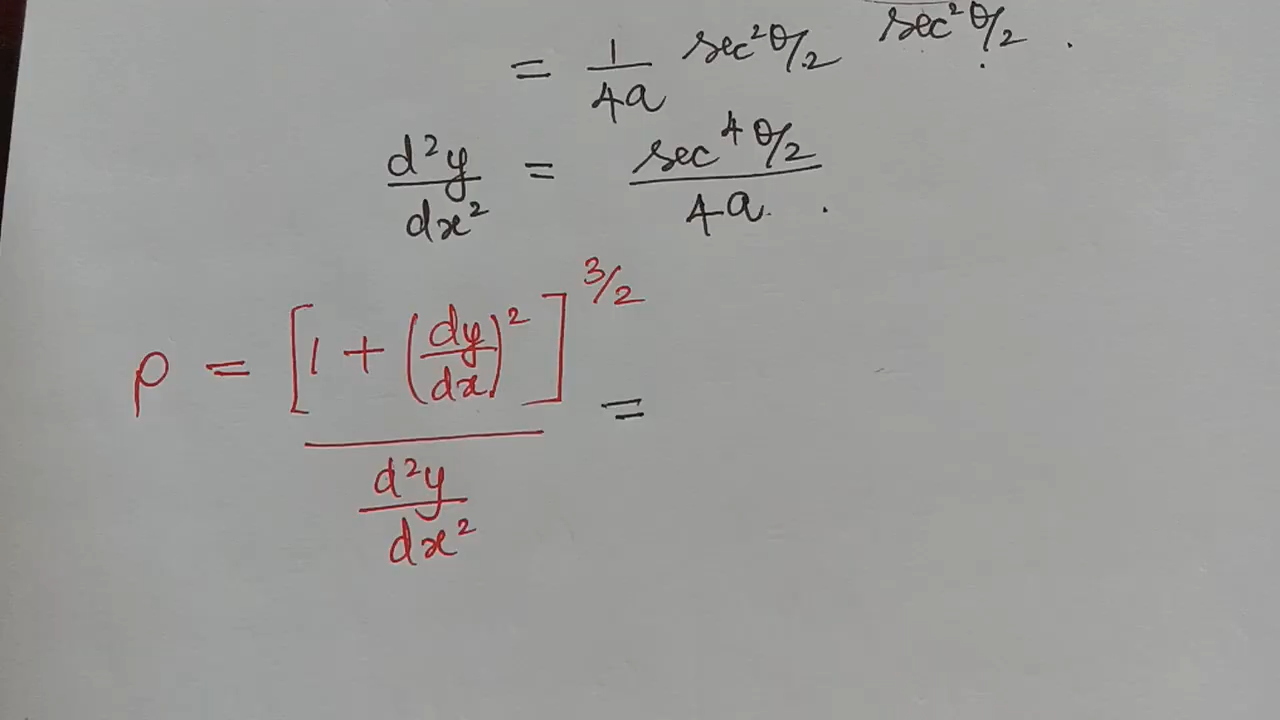 = 1/4a sec²θ/2 sec²θ/2 .
d²y/dx² = sec⁴θ/2 / 4a .
ρ = [1 + (dy/dx)²]^3/2 / d²y/dx² =